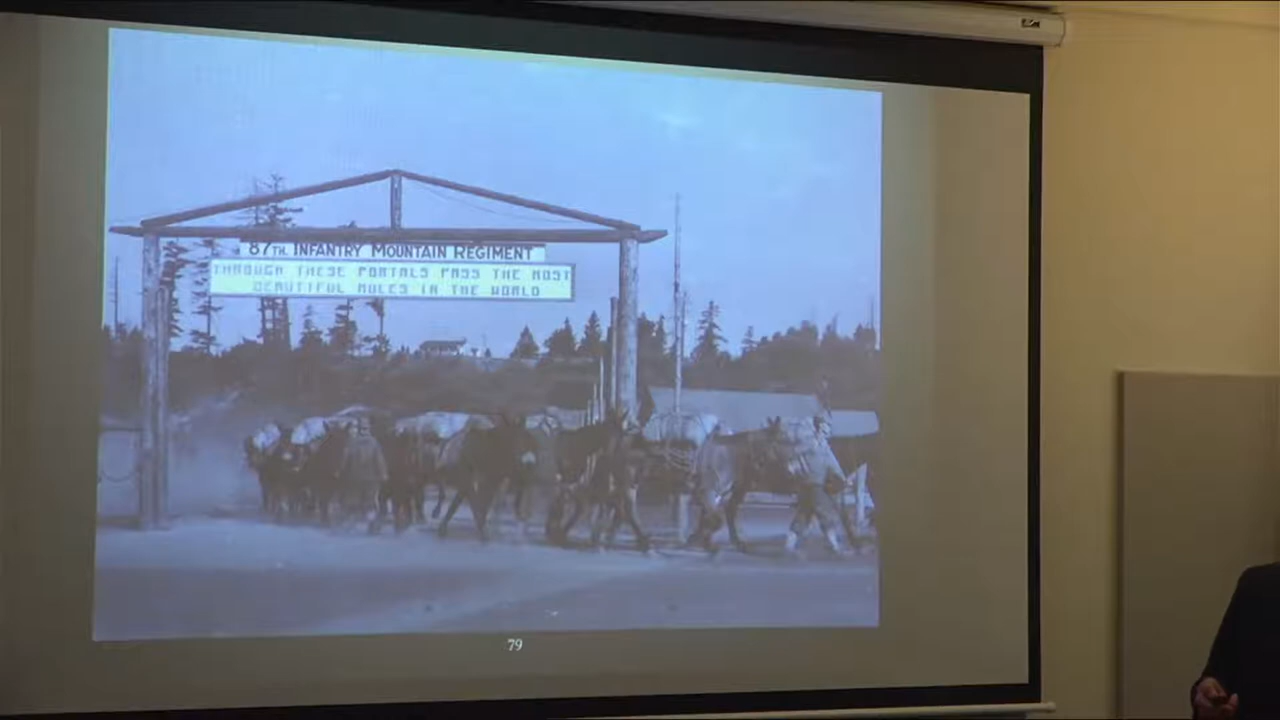 87TH. INFANTRY MOUNTAIN REGIMENT
THROUGH THESE PORTALS PASS THE MOST
BEAUTIFUL MULES IN THE WORLD
79